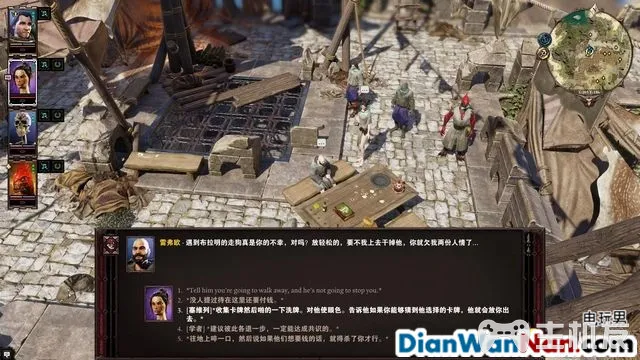 雷弗欧 - 遇到布拉明的走狗真是你的不幸，对吗？放轻松的，要不我上去干掉他，你就欠我两份人情了...
1. *Tell him you're going to walk away, and he's not going to stop you.*
2. *没人提过待在这里还要付钱。*
3. *[塞维列]*收集卡牌然后啪的一下洗牌。对他使眼色。告诉他如果你能够猜到他选择的卡牌，他就会放你出
去。*
4. *[学者]*建议彼此各退一步，一定能达成共识的。*
5. *往地上啐一口，然后说如果他们想要钱的话，就得杀了你才行。*
电玩男
DianWanNan.com